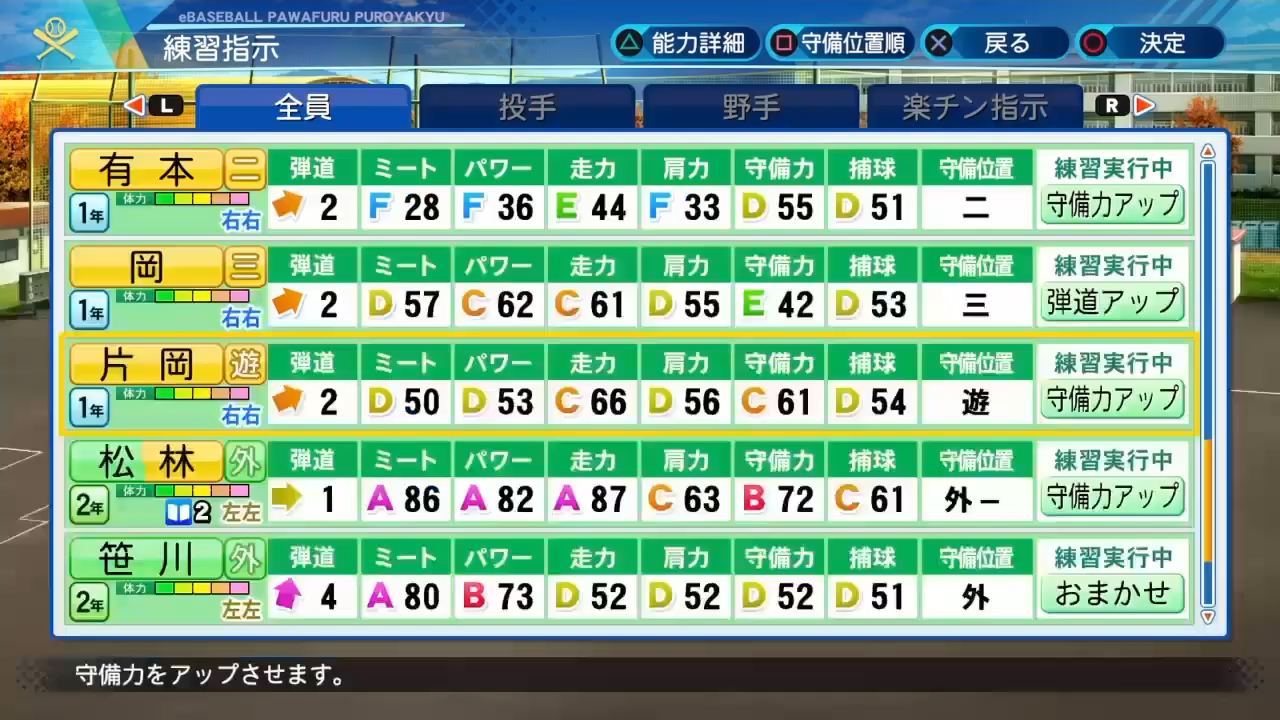 eBASEBALL PAWAFURU PUROYAKYU
練習指示
能力詳細 守備位置順 戻る 決定
L 全員 投手 野手 楽チン指示 R
有本 二 弾道 ミート パワー 走力 肩力 守備力 捕球 守備位置 練習実行中
1年 体力 右右 2 F 28 F 36 E 44 F 33 D 55 D 51 二 守備力アップ
岡 三 弾道 ミート パワー 走力 肩力 守備力 捕球 守備位置 練習実行中
1年 体力 右右 2 D 57 C 62 C 61 D 55 E 42 D 53 三 弾道アップ
片岡 遊 弾道 ミート パワー 走力 肩力 守備力 捕球 守備位置 練習実行中
1年 体力 右右 2 D 50 D 53 C 66 D 56 C 61 D 54 遊 守備力アップ
松林 外 弾道 ミート パワー 走力 肩力 守備力 捕球 守備位置 練習実行中
2年 体力 2 左左 1 A 86 A 82 A 87 C 63 B 72 C 61 外一 守備力アップ
笹川 外 弾道 ミート パワー 走力 肩力 守備力 捕球 守備位置 練習実行中
2年 体力 左左 4 A 80 B 73 D 52 D 52 D 52 D 51 外 おまかせ
守備力をアップさせます。